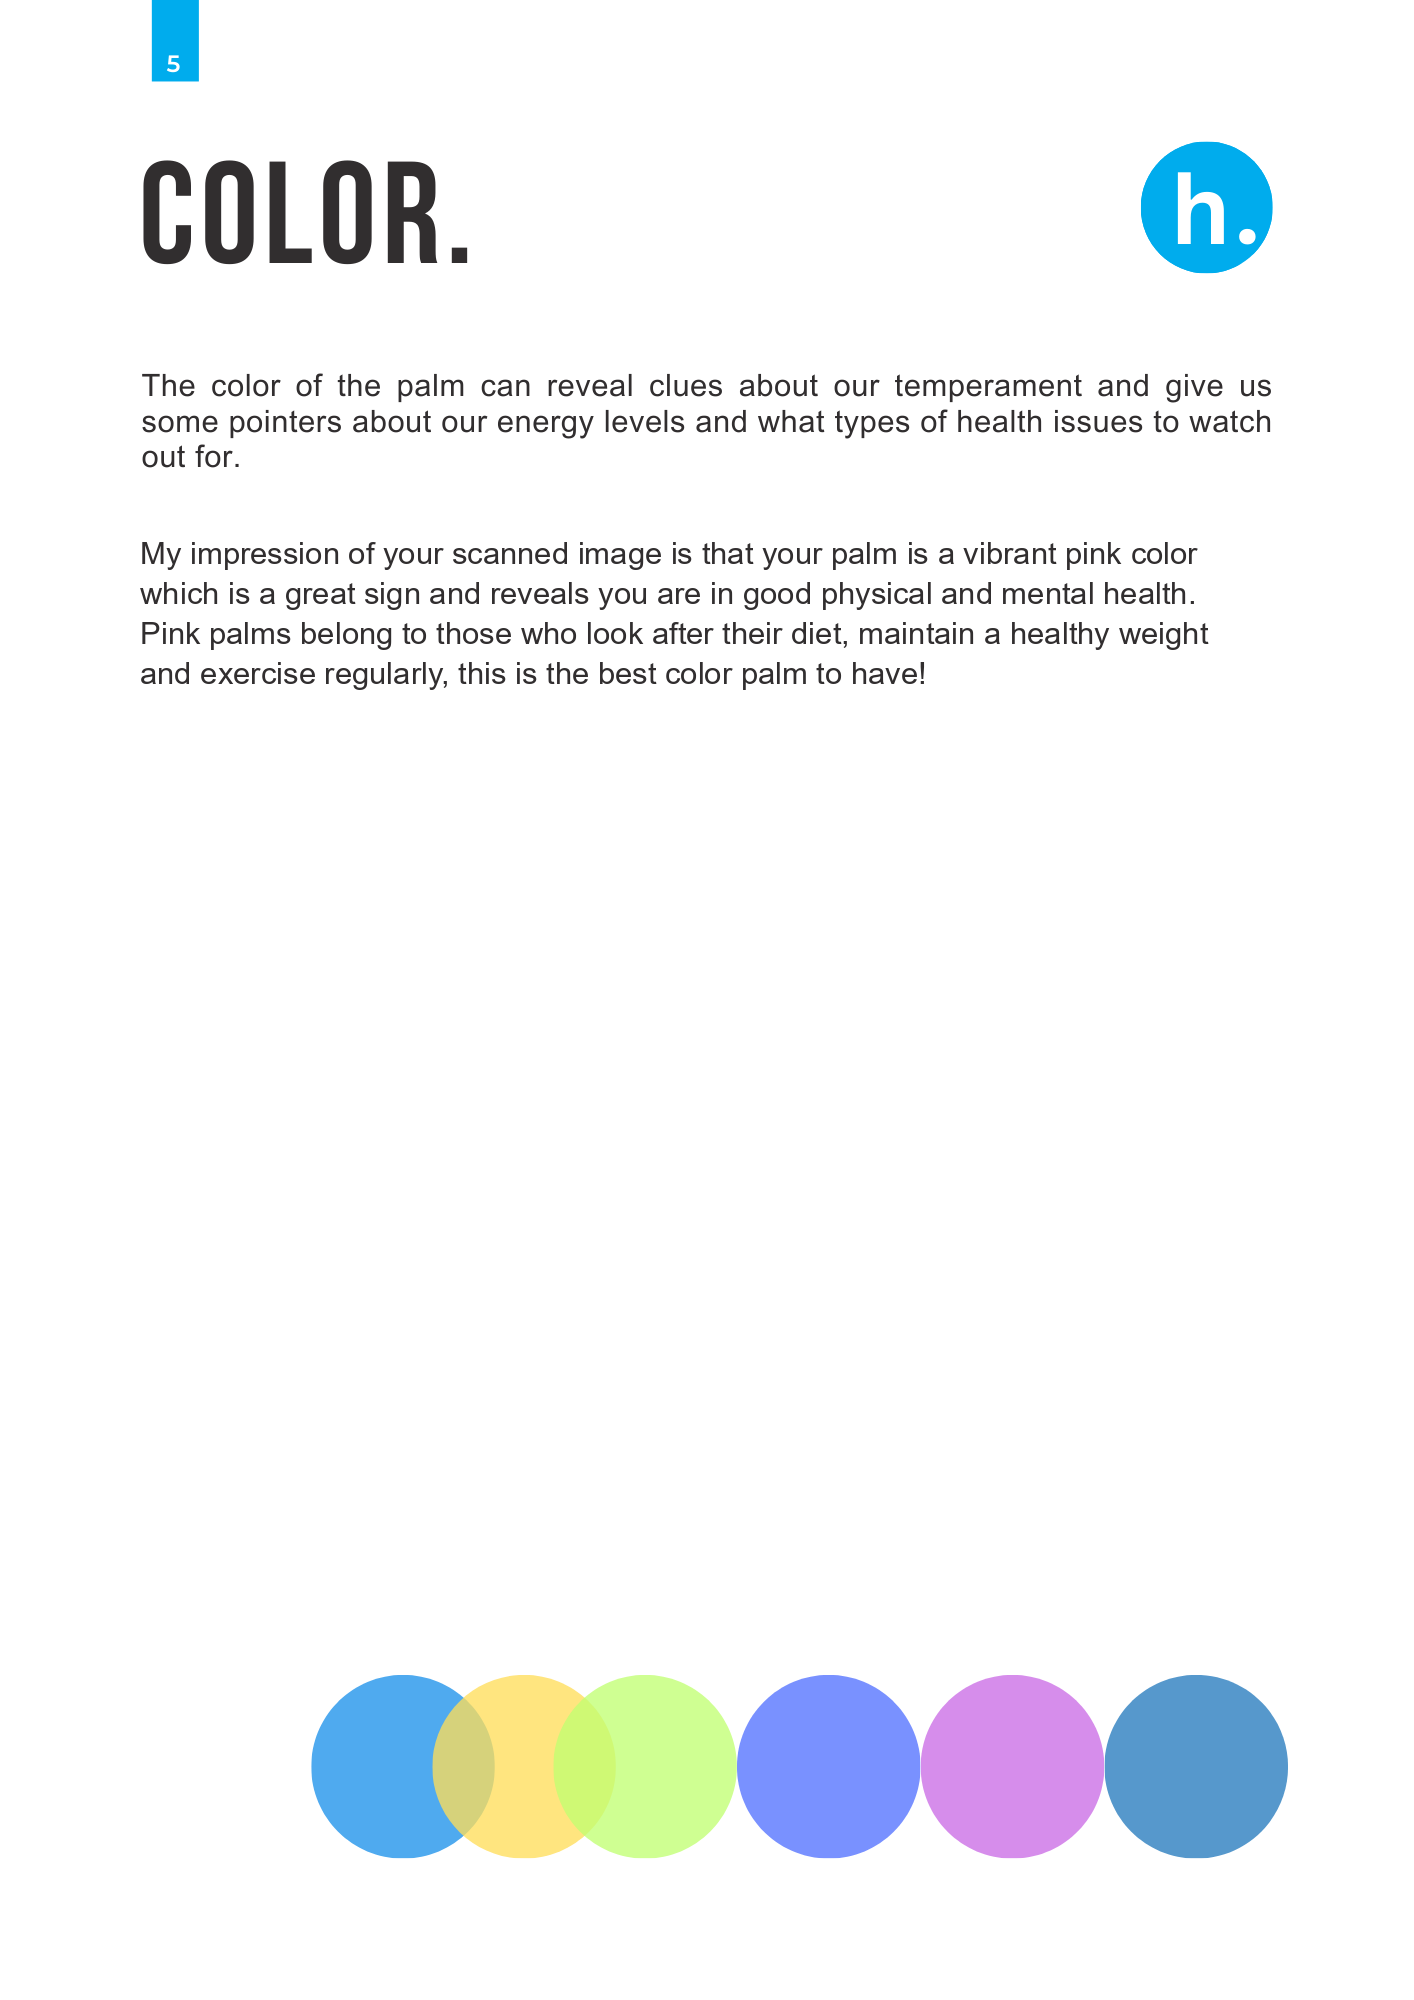 5
COLOR.
h.
The color of the palm can reveal clues about our temperament and give us
some pointers about our energy levels and what types of health issues to watch
out for.
My impression of your scanned image is that your palm is a vibrant pink color
which is a great sign and reveals you are in good physical and mental health.
Pink palms belong to those who look after their diet, maintain a healthy weight
and exercise regularly, this is the best color palm to have!